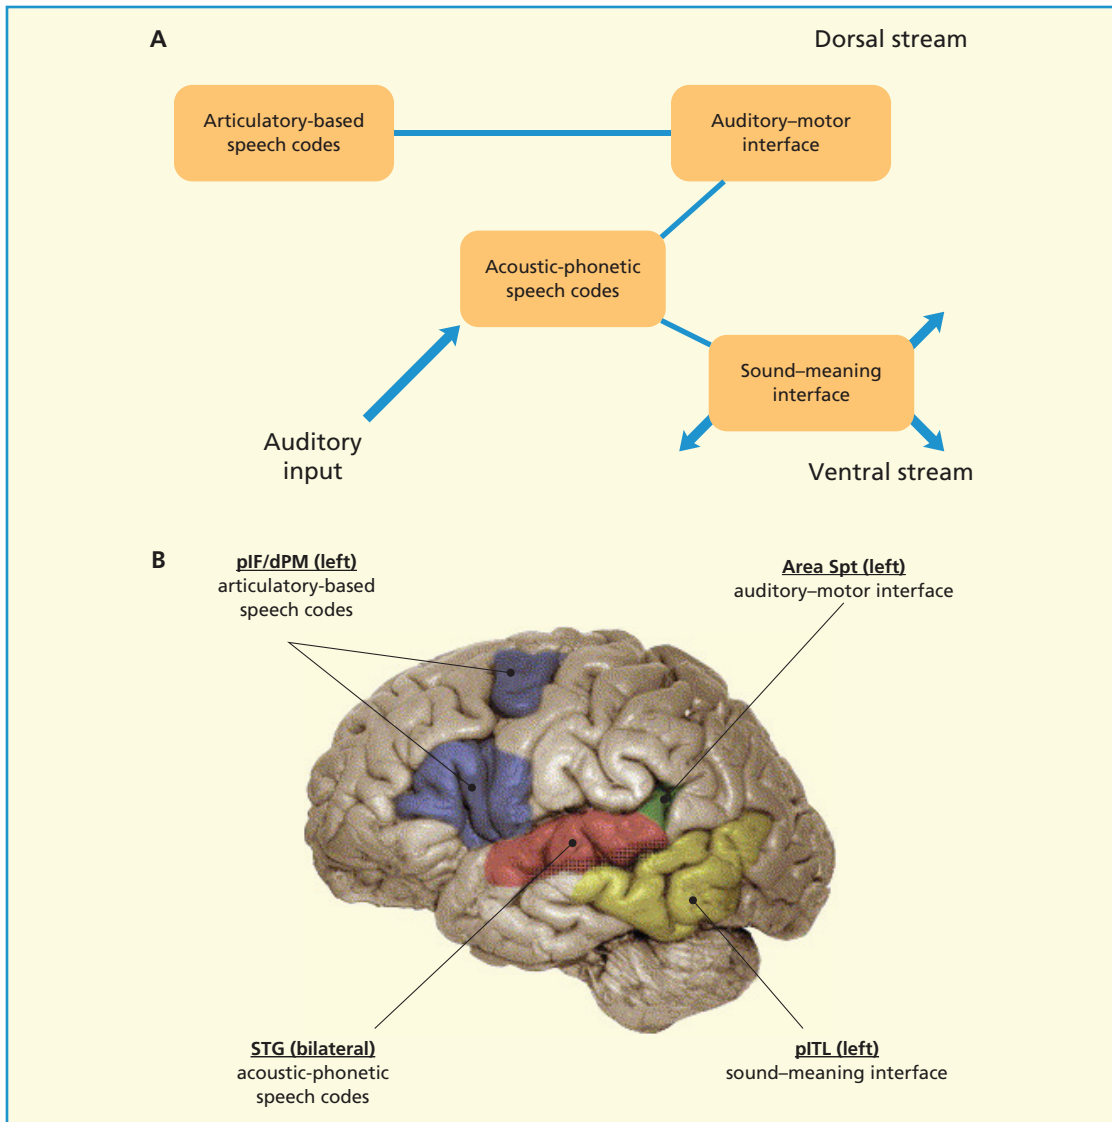 A
Dorsal stream
Articulatory-based
speech codes
Auditory–motor
interface
Acoustic-phonetic
speech codes
Sound–meaning
interface
Auditory
input
Ventral stream
B
pIF/dPM (left)
articulatory-based
speech codes
Area Spt (left)
auditory–motor interface
STG (bilateral)
acoustic-phonetic
speech codes
pITL (left)
sound–meaning interface